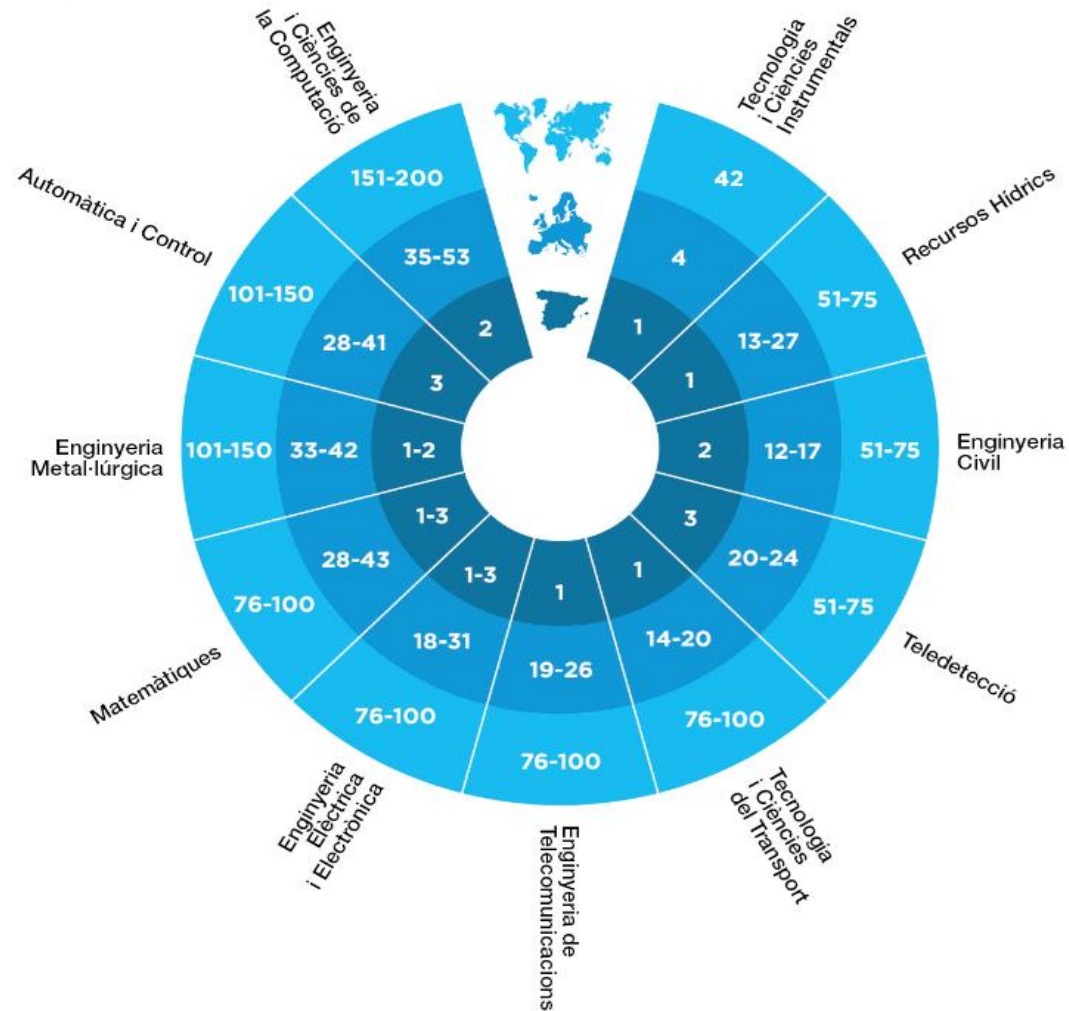 Tecnologia
i Ciències
Instrumentals
42
4
1
Recursos Hídrics
51-75
13-27
1
Enginyeria
Civil
51-75
12-17
2
Teledetecció
51-75
20-24
3
Tecnologia
i Ciències
del Transport
76-100
14-20
1
Enginyeria de
Telecomunicacions
76-100
19-26
1
Enginyeria
Elèctrica
i Electrònica
76-100
18-31
1-3
Matemàtiques
76-100
28-43
1-3
Enginyeria
Metal·lúrgica
101-150
33-42
1-2
Automàtica i Control
101-150
28-41
3
Enginyeria
i Ciències de
la Computació
151-200
35-53
2